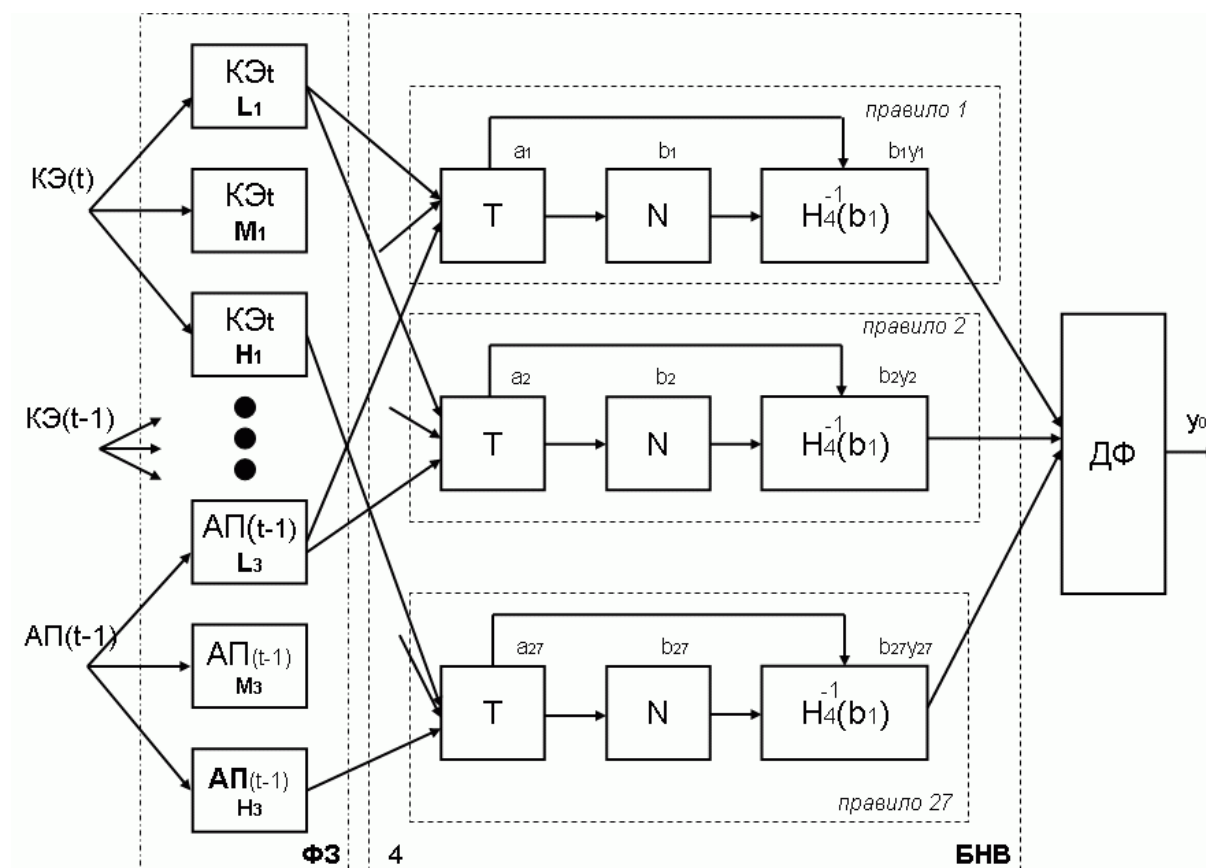 КЭ(t)
КЭt
L1
КЭt
M1
КЭt
H1
КЭ(t-1)
АП(t-1)
L3
АП(t-1)
АП(t-1)
M3
АП(t-1)
H3
ФЗ
правило 1
a1
b1
b1y1
T
N
H4-1(b1)
правило 2
a2
b2
b2y2
T
N
H4-1(b1)
a27
b27
b27y27
T
N
H4-1(b1)
правило 27
4
БНВ
ДФ
y0